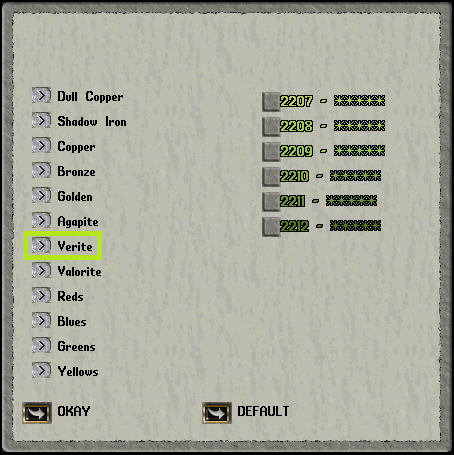 Dull Copper
Shadow Iron
Copper
Bronze
Golden
Agapite
Verite
Valorite
Reds
Blues
Greens
Yellows
2207 - ******
2208 - ******
2209 - ******
2210 - ******
2211 - ******
2212 - ******
OKAY
DEFAULT